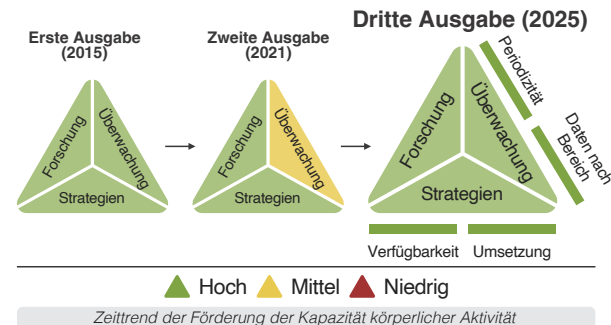 Erste Ausgabe
(2015)
Zweite Ausgabe
(2021)
Dritte Ausgabe (2025)
Forschung
Überwachung
Strategien
Forschung
Überwachung
Strategien
Forschung
Überwachung
Strategien
Periodizität
Daten nach
Bereich
Verfügbarkeit
Umsetzung
Hoch
Mittel
Niedrig
Zeittrend der Förderung der Kapazität körperlicher Aktivität